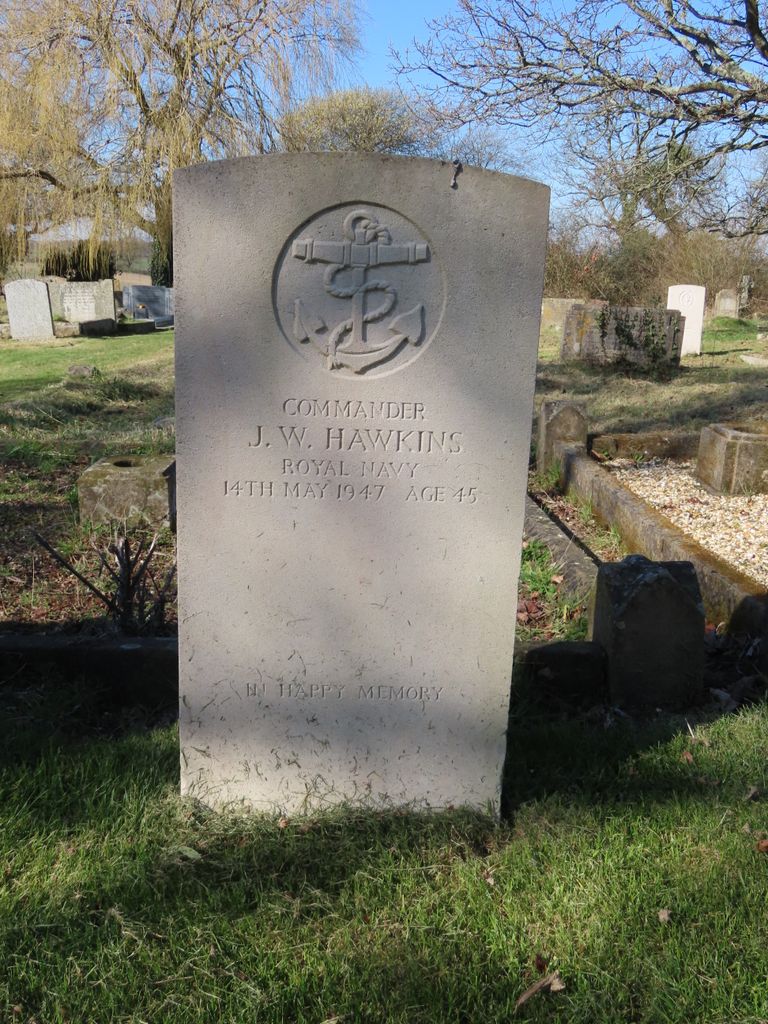 COMMANDER
J. W. HAWKINS
ROYAL NAVY
14TH MAY 1947 AGE 45
IN HAPPY MEMORY